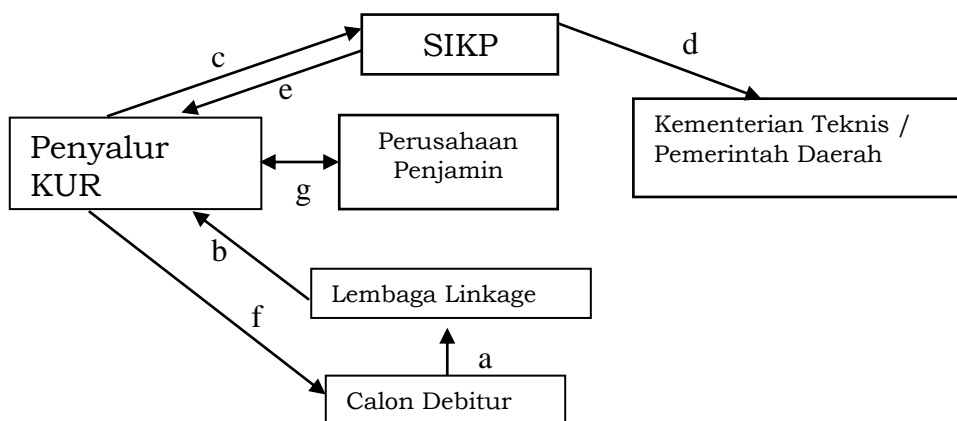 SIKP
c
d
e
Kementerian Teknis /
Pemerintah Daerah
Penyalur
KUR
Perusahaan
Penjamin
g
b
Lembaga Linkage
f
a
Calon Debitur